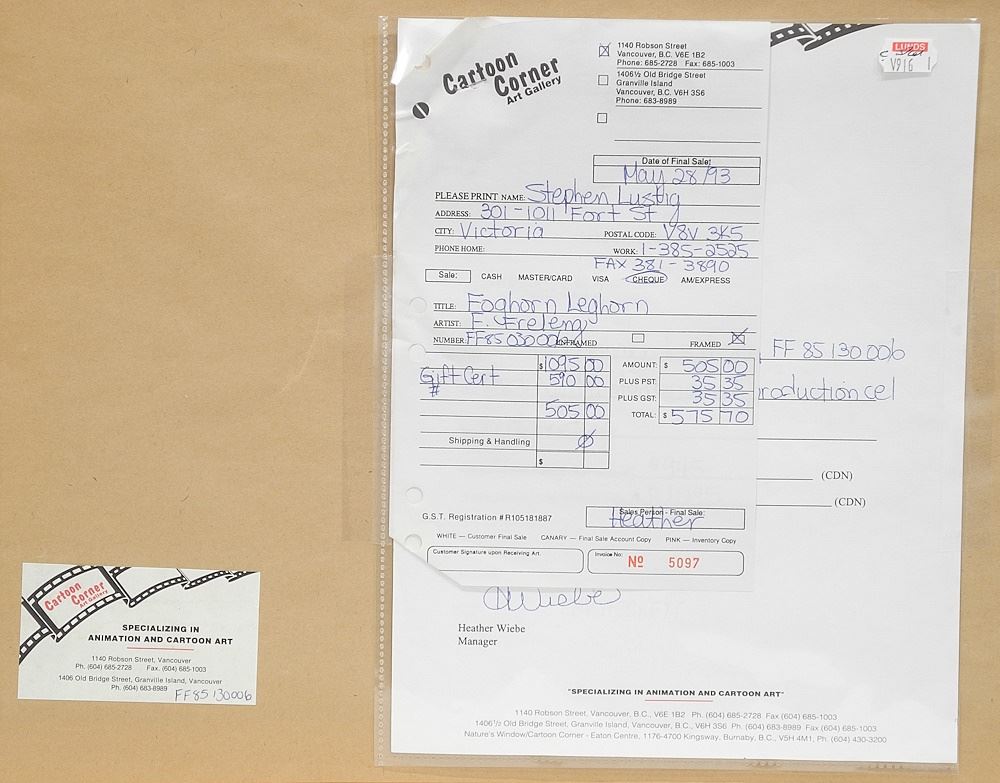 Cartoon
Corner
Art Gallery
1140 Robson Street
Vancouver, B.C. V6E 1B2
Phone: 685-2728 Fax: 685-1003
1406½ Old Bridge Street
Granville Island
Vancouver, B.C. V6H 3S6
Phone: 683-8989
LUNDS
V916 1
Date of Final Sale:
May 28/93
PLEASE PRINT NAME: Stephen Lustig
ADDRESS: 301-1011 Fort St
CITY: Victoria POSTAL CODE: V8V 3K5
PHONE HOME: WORK: 1-385-2525
FAX 381-3890
Sale: CASH MASTER/CARD VISA CHEQUE AM/EXPRESS
TITLE: Foghorn Leghorn
ARTIST: F. Freleng
NUMBER: UNFRAMED FRAMED
FF 85 130 006
$1095 00
Gift Cert 590 00
#
505 00
Shipping & Handling Ø
$
AMOUNT: $ 505 00
PLUS PST: 35 35
PLUS GST: 35 35
TOTAL: $ 575 70
roduction cel
(CDN)
(CDN)
G.S.T. Registration #R105181887
Sales Person - Final Sale:
Heather
WHITE — Customer Final Sale CANARY — Final Sale Account Copy PINK — Inventory Copy
Customer Signature upon Receiving Art.
Invoice No: Nº 5097
HWiebe
Heather Wiebe
Manager
"SPECIALIZING IN ANIMATION AND CARTOON ART"
1140 Robson Street, Vancouver, B.C., V6E 1B2 Ph. (604) 685-2728 Fax (604) 685-1003
1406½ Old Bridge Street, Granville Island, Vancouver, B.C., V6H 3S6 Ph. (604) 683-8989 Fax (604) 685-1003
Nature's Window/Cartoon Corner - Eaton Centre, 1176-4700 Kingsway, Burnaby, B.C., V5H 4M1, Ph. (604) 430-3200
Cartoon
Corner
Art Gallery
SPECIALIZING IN
ANIMATION AND CARTOON ART
1140 Robson Street, Vancouver
Ph. (604) 685-2728 Fax. (604) 685-1003
1406 Old Bridge Street, Granville Island, Vancouver
Ph. (604) 683-8989
FF85 130006